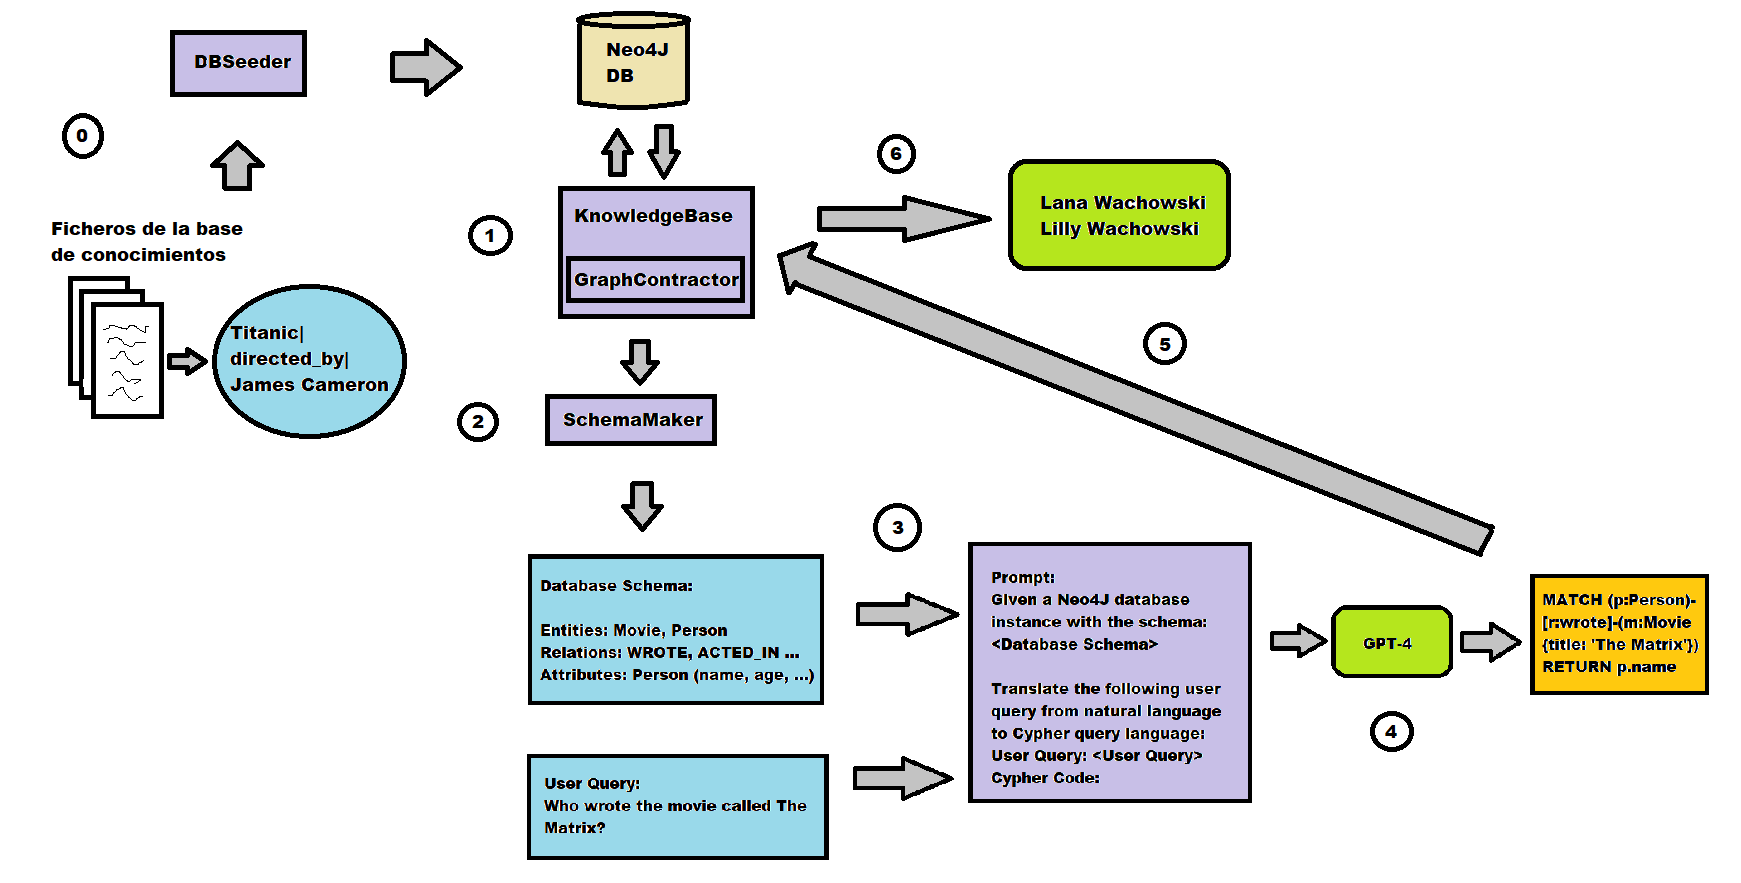 DBSeeder
Neo4J
DB
0
6
Ficheros de la base
de conocimientos
1
KnowledgeBase
GraphContractor
Lana Wachowski
Lilly Wachowski
Titanic|
directed_by|
James Cameron
5
2
SchemaMaker
3
Database Schema:
Entities: Movie, Person
Relations: WROTE, ACTED_IN ...
Attributes: Person (name, age, ...)
Prompt:
Given a Neo4J database
instance with the schema:
<Database Schema>
Translate the following user
query from natural language
to Cypher query language:
User Query: <User Query>
Cypher Code:
GPT-4
MATCH (p:Person)-
[r:wrote]-(m:Movie
{title: 'The Matrix'})
RETURN p.name
4
User Query:
Who wrote the movie called The
Matrix?